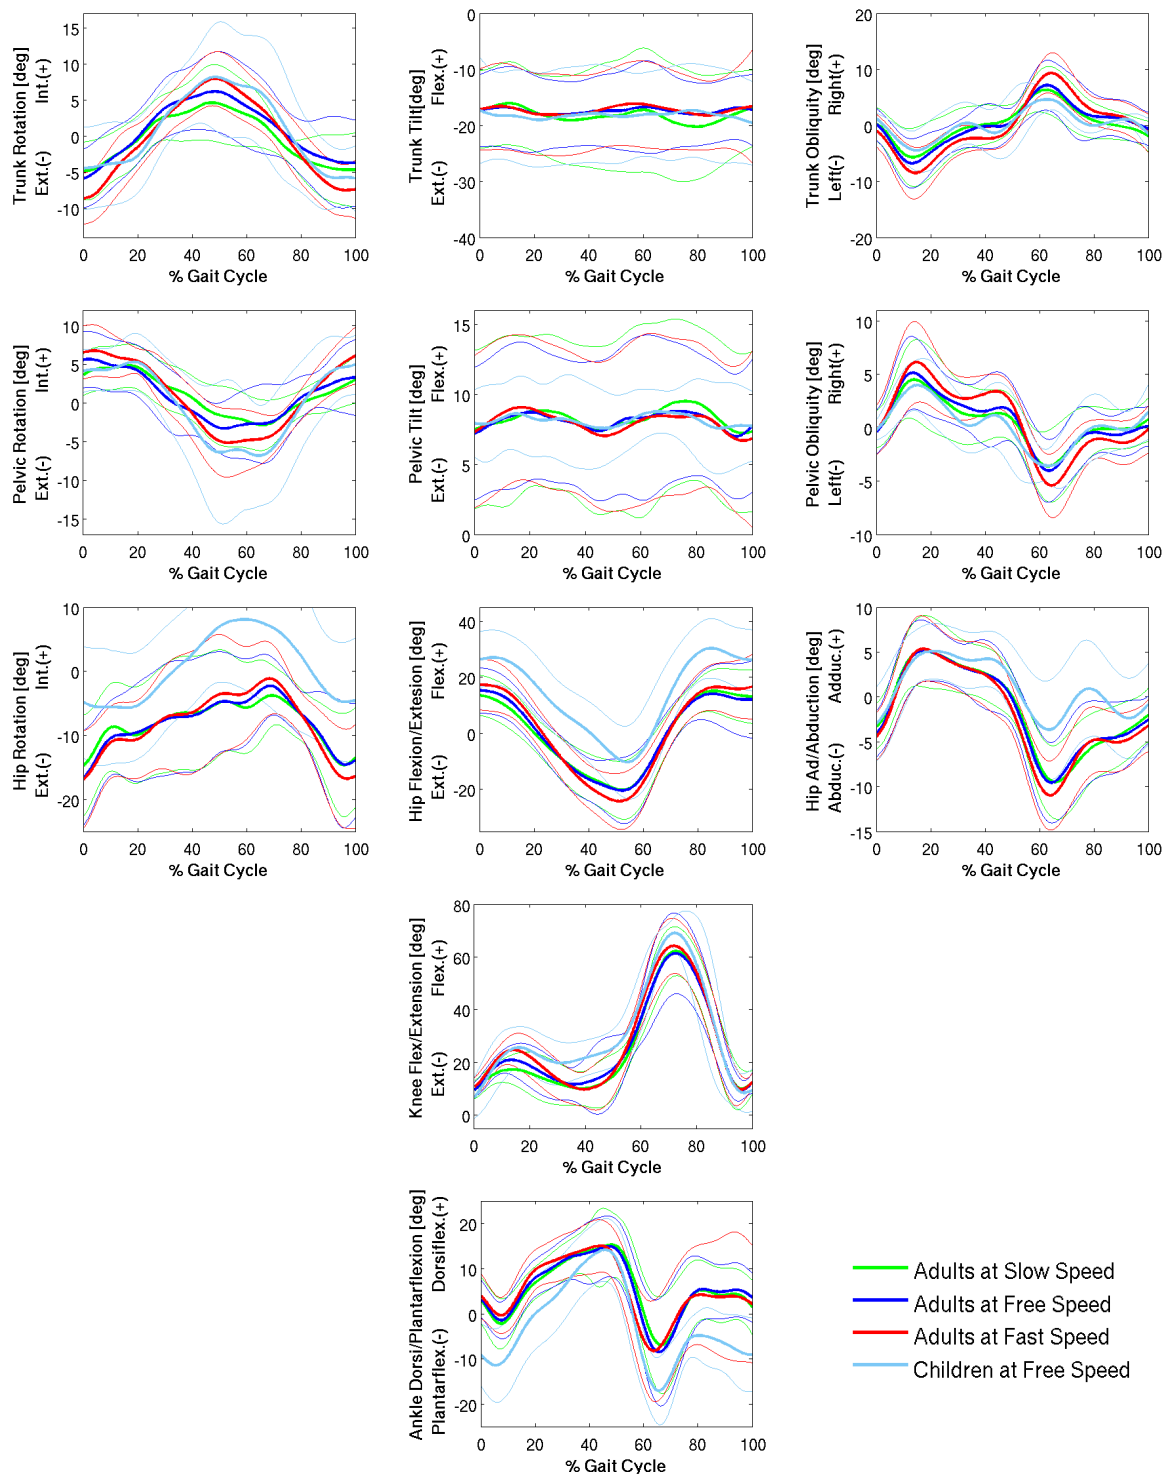 Trunk Rotation [deg]
Ext.(-) Int.(+)
15
10
5
0
-5
-10
0 20 40 60 80 100
% Gait Cycle
Trunk Tilt[deg]
Ext.(-) Flex.(+)
0
-10
-20
-30
-40
0 20 40 60 80 100
% Gait Cycle
Trunk Obliquity [deg]
Left(-) Right(+)
20
10
0
-10
20
0 20 40 60 80 100
% Gait Cycle
Pelvic Rotation [deg]
Ext.(-) Int.(+)
10
5
0
-5
-10
-15
0 20 40 60 80 100
% Gait Cycle
Pelvic Tilt [deg]
Ext.(-) Flex.(+)
15
10
5
0
0 20 40 60 80 100
% Gait Cycle
Pelvic Obliquity [deg]
Left(-) Right(+)
10
5
0
-5
-10
0 20 40 60 80 100
% Gait Cycle
Hip Rotation [deg]
Ext.(-) Int.(+)
10
0
-10
-20
0 20 40 60 80 100
% Gait Cycle
Hip Flexion/Extesion [deg]
Ext.(-) Flex.(+)
40
20
0
-20
0 20 40 60 80 100
% Gait Cycle
Hip Ad/Abduction [deg]
Abduc.(-) Adduc.(+)
10
5
0
-5
-10
-15
0 20 40 60 80 100
% Gait Cycle
Knee Flex/Extension [deg]
Ext.(-) Flex.(+)
80
60
40
20
0
0 20 40 60 80 100
% Gait Cycle
Ankle Dorsi/Plantarflexion [deg]
Plantarflex.(-) Dorsiflex.(+)
20
10
0
-10
-20
0 20 40 60 80 100
% Gait Cycle
Adults at Slow Speed
Adults at Free Speed
Adults at Fast Speed
Children at Free Speed